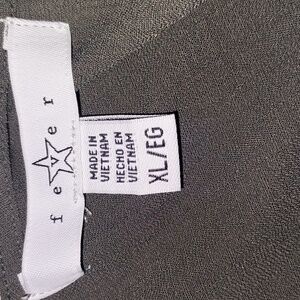 fever
MADE IN
VIETNAM
HECHO EN
VIETNAM
XL/EG